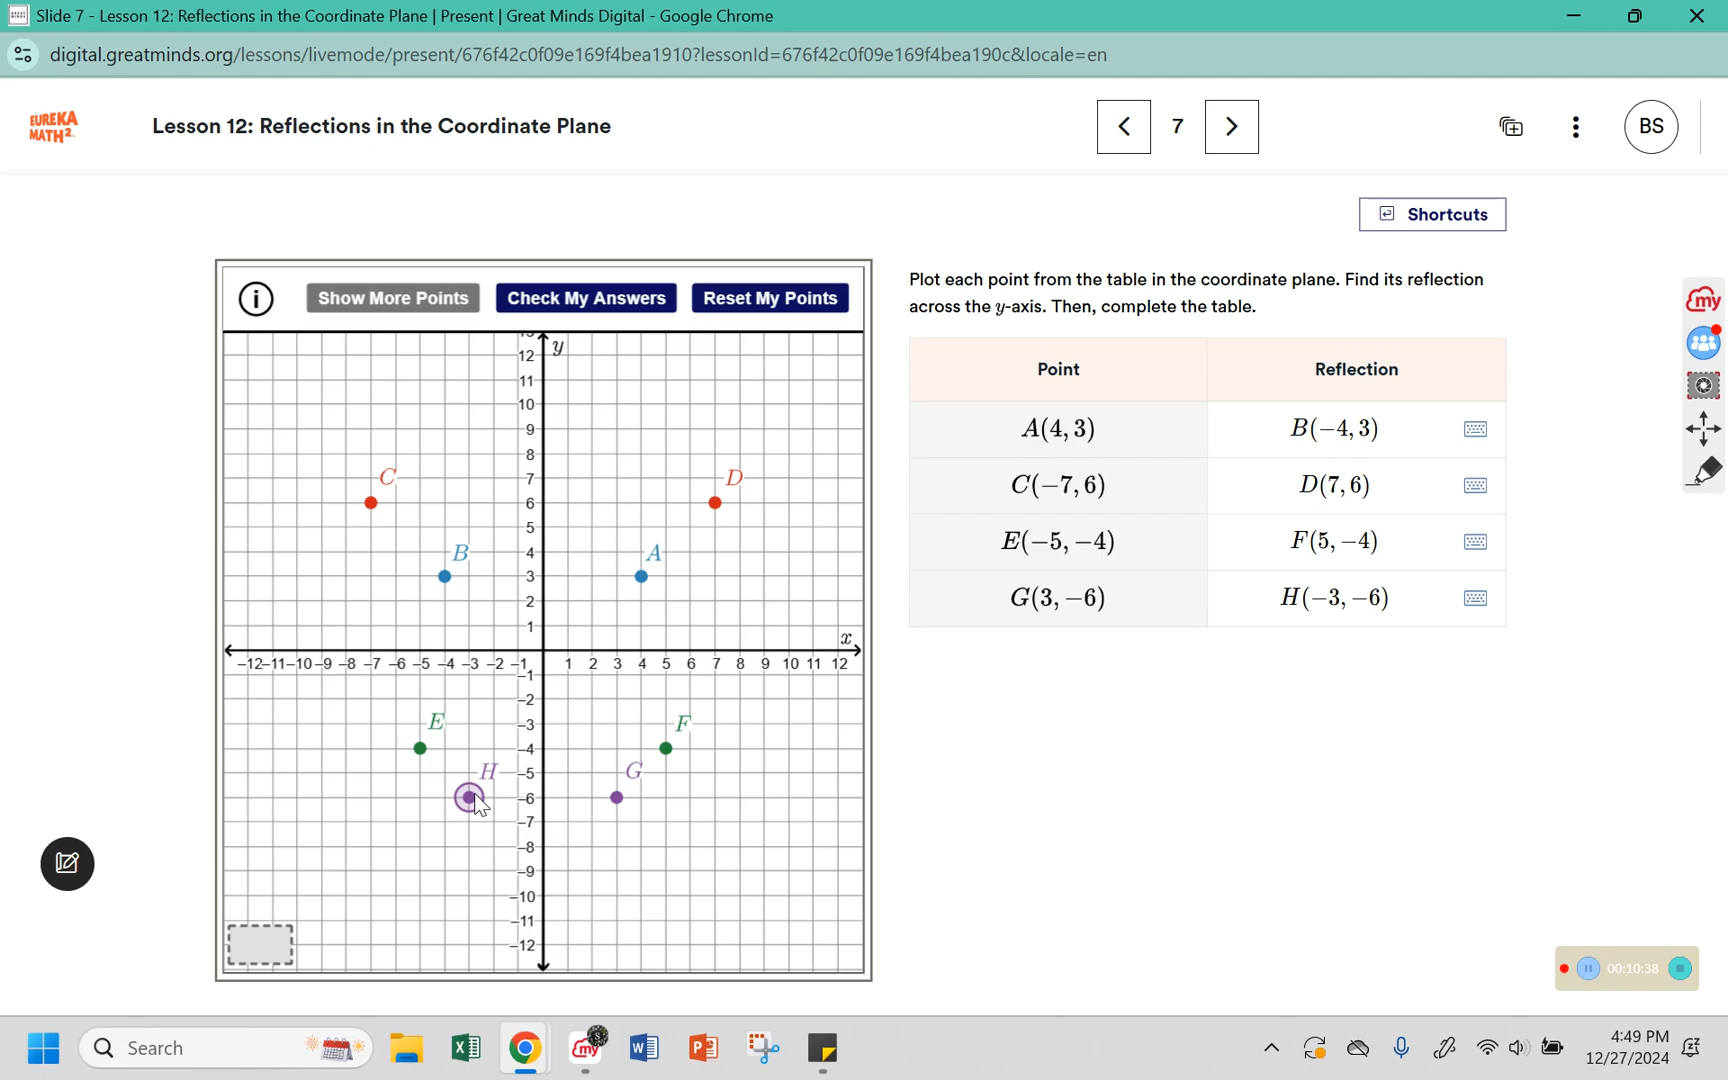 Slide 7 - Lesson 12: Reflections in the Coordinate Plane | Present | Great Minds Digital - Google Chrome
digital.greatminds.org/lessons/livemode/present/676f42c0f09e169f4bea1910?lessonId=676f42c0f09e169f4bea190c&locale=en
EUREKA
MATH²
Lesson 12: Reflections in the Coordinate Plane
7
BS
Shortcuts
Show More Points
Check My Answers
Reset My Points
Plot each point from the table in the coordinate plane. Find its reflection
across the y-axis. Then, complete the table.
Point Reflection
A(4, 3) B(−4, 3)
C(−7, 6) D(7, 6)
E(−5, −4) F(5, −4)
G(3, −6) H(−3, −6)
y
12
11
10
9
8
7
6
5
4
3
2
1
x
−12 −11 −10 −9 −8 −7 −6 −5 −4 −3 −2 −1 1 2 3 4 5 6 7 8 9 10 11 12
−1
−2
−3
−4
−5
−6
−7
−8
−9
−10
−11
−12
C
D
B
A
E
F
H
G
my
00:10:38
Search
my
4:49 PM
12/27/2024